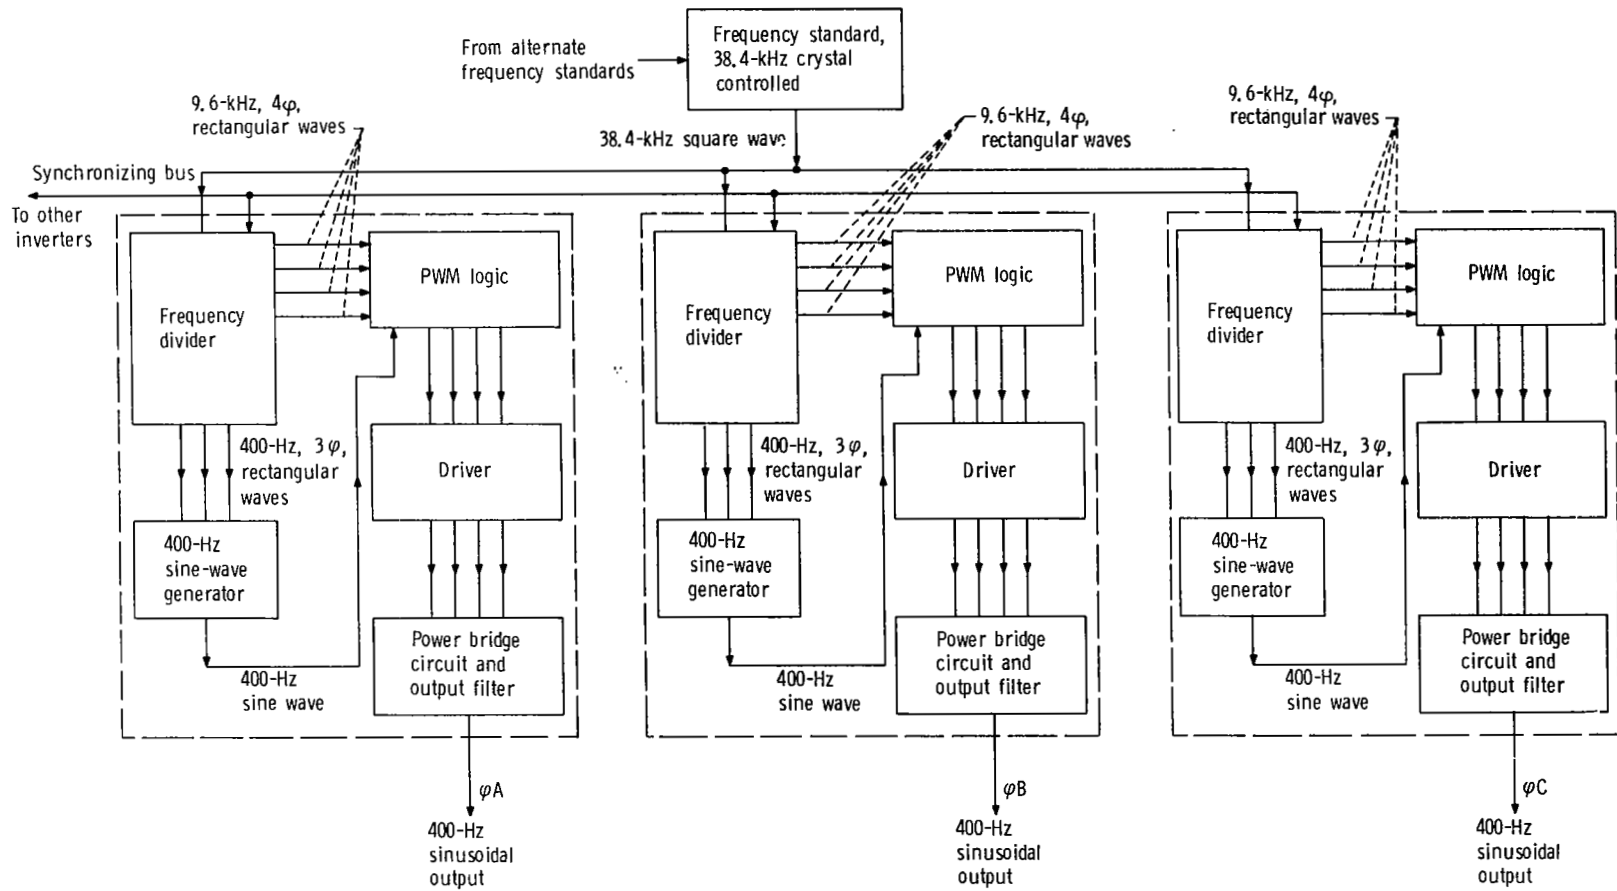 Frequency standard,
38.4-kHz crystal
controlled
From alternate
frequency standards
9.6-kHz, 4φ,
rectangular waves
38.4-kHz square wave
9.6-kHz, 4φ,
rectangular waves
9.6-kHz, 4φ,
rectangular waves
Synchronizing bus
To other
inverters
Frequency
divider
PWM logic
400-Hz, 3φ,
rectangular
waves
Driver
400-Hz
sine-wave
generator
Power bridge
circuit and
output filter
400-Hz
sine wave
φA
400-Hz
sinusoidal
output
Frequency
divider
PWM logic
400-Hz, 3φ,
rectangular
waves
Driver
400-Hz
sine-wave
generator
Power bridge
circuit and
output filter
400-Hz
sine wave
φB
400-Hz
sinusoidal
output
Frequency
divider
PWM logic
400-Hz, 3φ,
rectangular
waves
Driver
400-Hz
sine-wave
generator
Power bridge
circuit and
output filter
400-Hz
sine wave
φC
400-Hz
sinusoidal
output